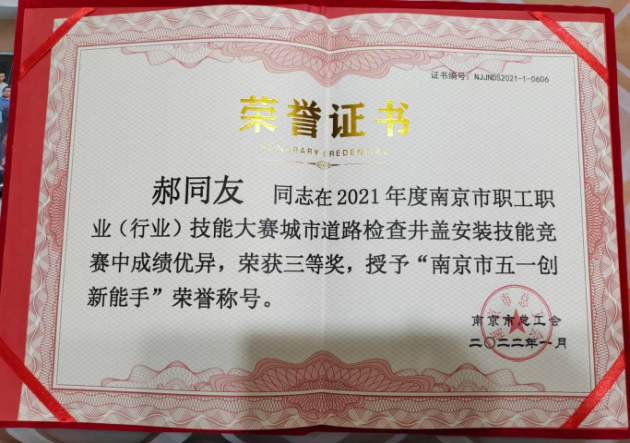 证书编号：NJJNDS2021-1-0606
荣誉证书
HONORARY CREDENTIAL
郝同友 同志在2021年度南京市职工职
业（行业）技能大赛城市道路检查井盖安装技能竞
赛中成绩优异，荣获三等奖，授予“南京市五一创
新能手”荣誉称号。
南京市总工会
二〇二二年一月